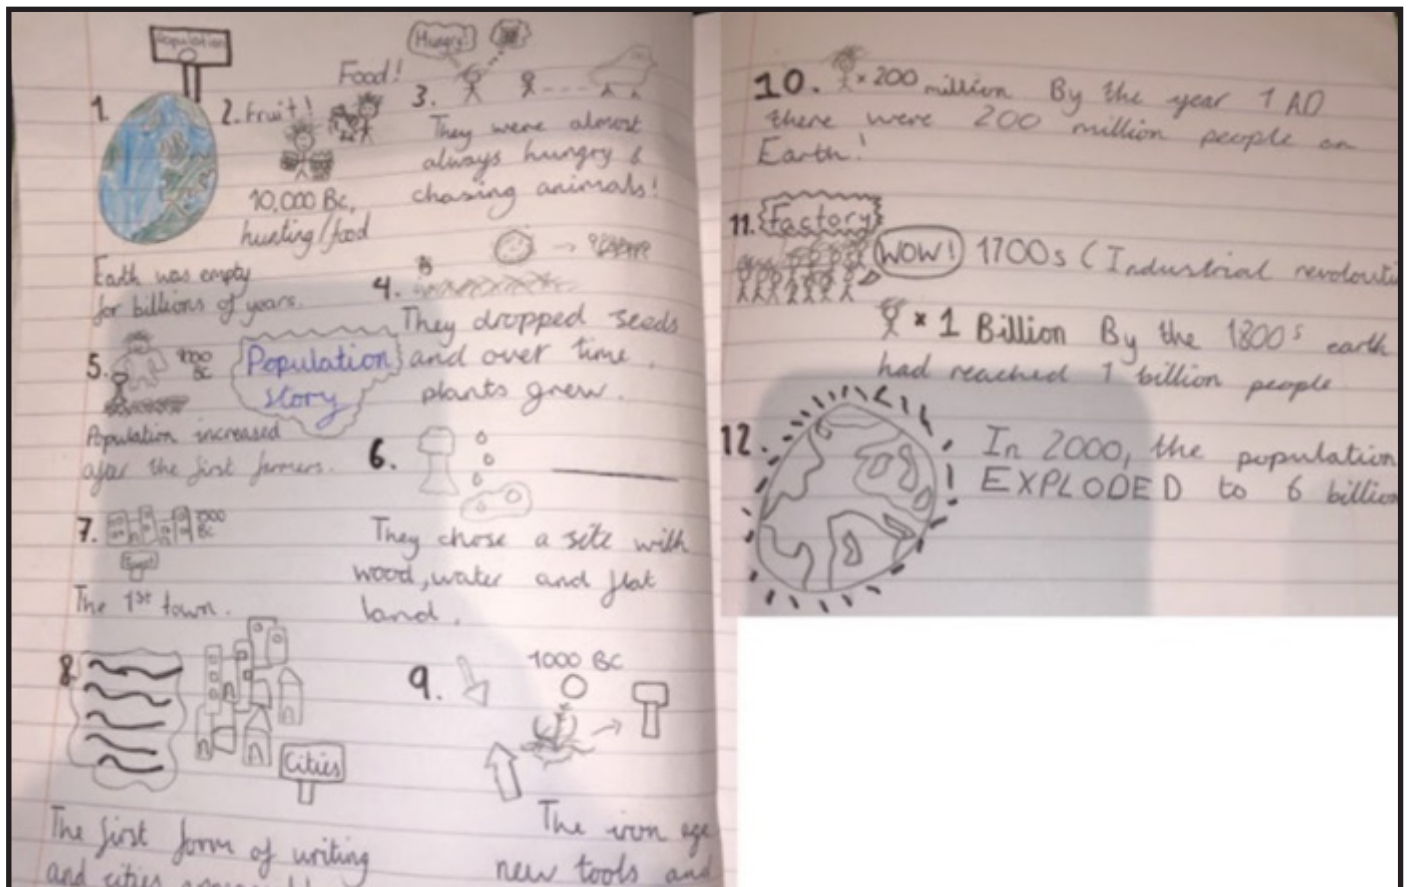 Population
1.
Earth was empty
for billions of years.
2. Fruit!
Food!
10,000 BC,
hunting/food
3.
Hungry!
They were almost
always hungry &
chasing animals!
4.
They dropped seeds
and over time,
plants grew.
Population
story
5.
BC
Population increased
after the first farmers.
6.
They chose a site with
wood, water and flat
land.
7.
BC
The 1st town.
8.
Cities
The first form of writing
and cities
9.
1000 BC
The iron age
new tools and
10. × 200 million By the year 1 AD
there were 200 million people on
Earth!
11. Factory
WOW! 1700s (Industrial revolouti
× 1 Billion By the 1800s earth
had reached 1 billion people
12.
In 2000, the population
EXPLODED to 6 billion